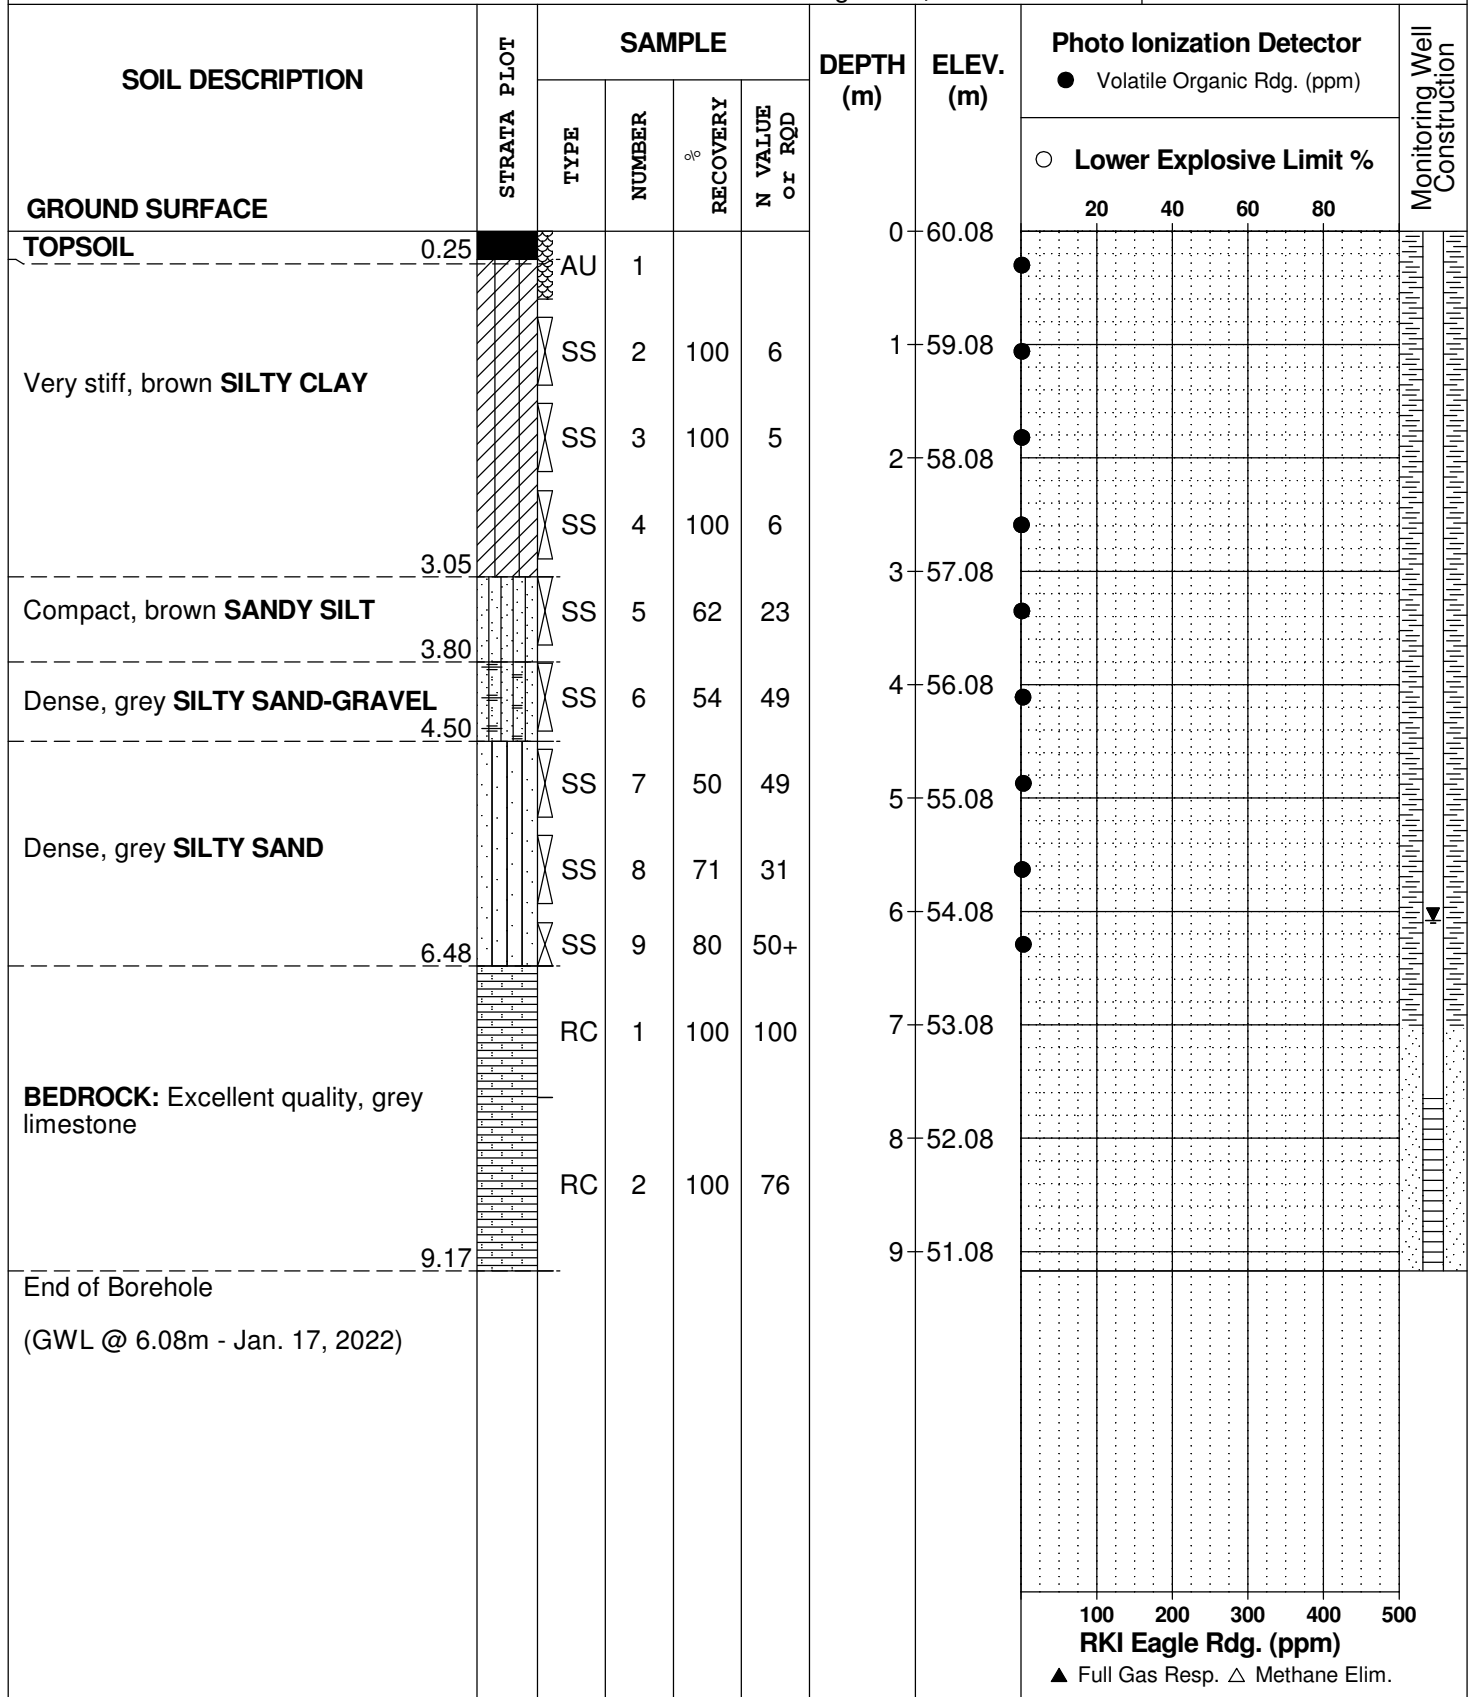 SOIL DESCRIPTION
GROUND SURFACE
STRATA PLOT
SAMPLE
TYPE
NUMBER
% RECOVERY
N VALUE or RQD
DEPTH (m)
ELEV. (m)
Photo Ionization Detector
● Volatile Organic Rdg. (ppm)
○ Lower Explosive Limit %
20 40 60 80
Monitoring Well Construction
0 60.08
TOPSOIL 0.25
AU 1
SS 2 100 6
1 59.08
Very stiff, brown SILTY CLAY
SS 3 100 5
2 58.08
SS 4 100 6
3.05
3 57.08
Compact, brown SANDY SILT
SS 5 62 23
3.80
4 56.08
Dense, grey SILTY SAND-GRAVEL
SS 6 54 49
4.50
SS 7 50 49
5 55.08
Dense, grey SILTY SAND
SS 8 71 31
6 54.08
6.48
SS 9 80 50+
RC 1 100 100
7 53.08
BEDROCK: Excellent quality, grey
limestone
8 52.08
RC 2 100 76
9.17
9 51.08
End of Borehole
(GWL @ 6.08m - Jan. 17, 2022)
100 200 300 400 500
RKI Eagle Rdg. (ppm)
▲ Full Gas Resp. △ Methane Elim.